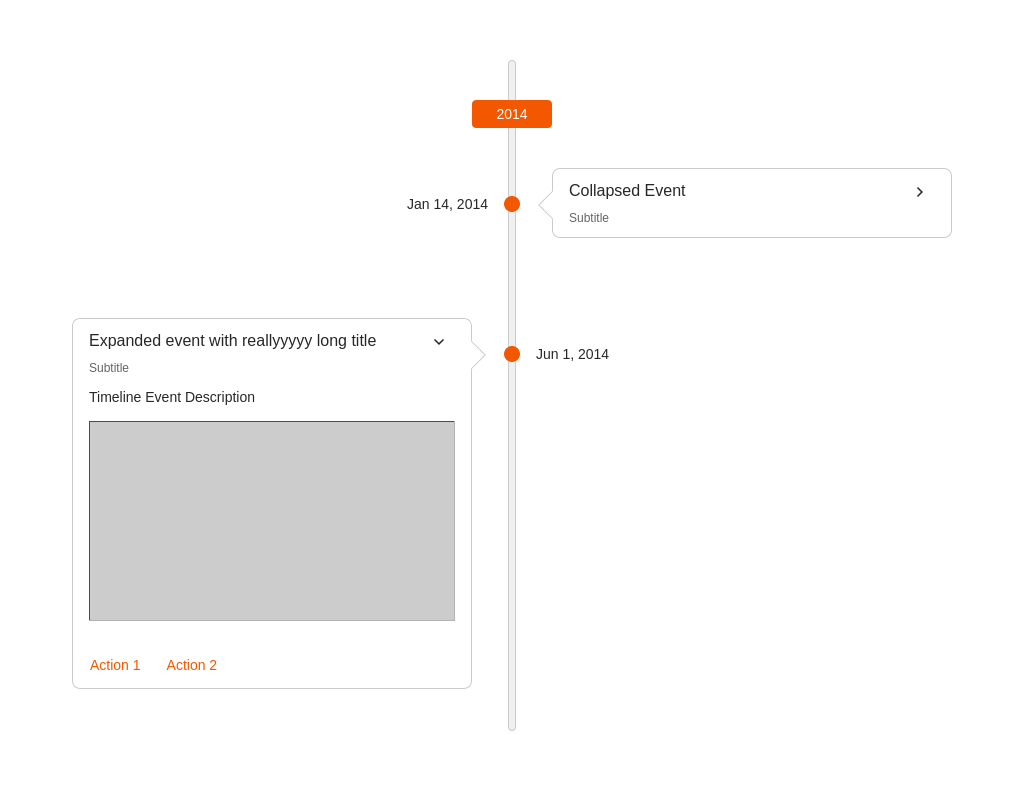 2014
Jan 14, 2014
Collapsed Event
Subtitle
Expanded event with reallyyyyy long title
Subtitle
Jun 1, 2014
Timeline Event Description
Action 1 Action 2